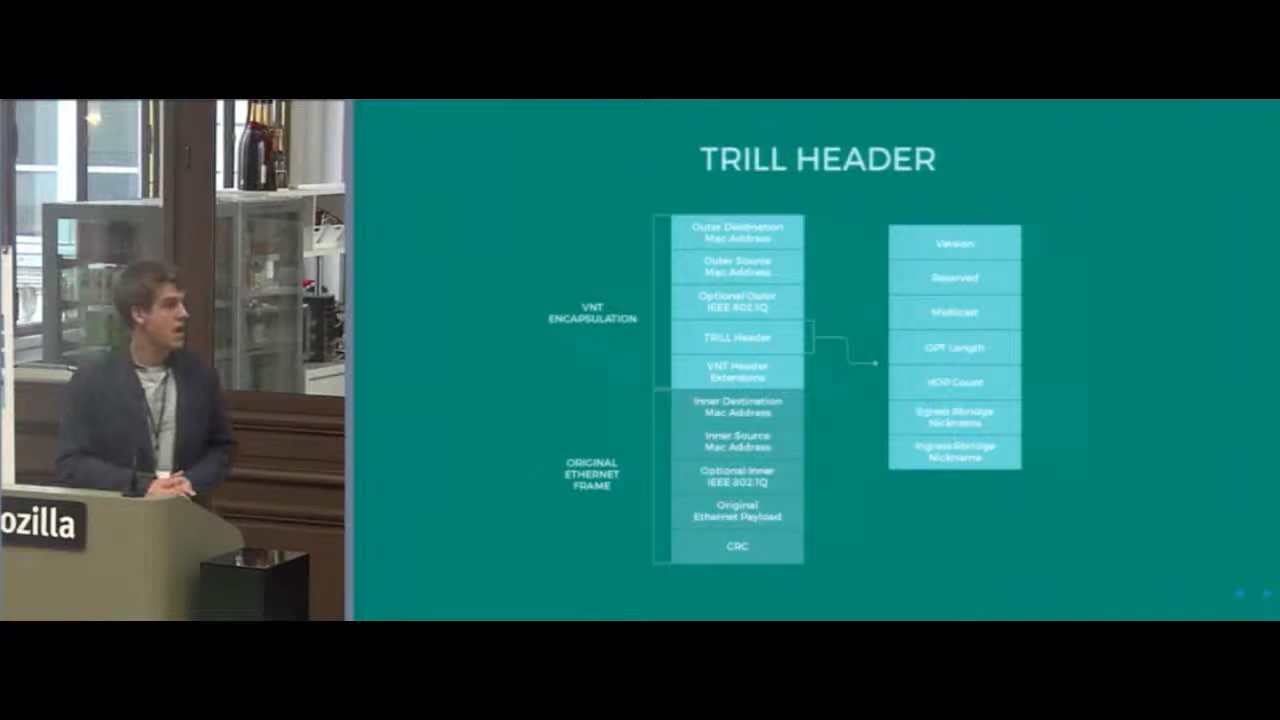 TRILL HEADER
Outer Destination
Mac Address
Outer Source
Mac Address
Optional Outer
IEEE 802.1Q
TRILL Header
VNT Header
Extensions
VNT
ENCAPSULATION
Inner Destination
Mac Address
Inner Source
Mac Address
Optional Inner
IEEE 802.1Q
Original
Ethernet Payload
CRC
ORIGINAL
ETHERNET
FRAME
Version
Reserved
Multicast
OPT Length
HOP Count
Egress Rbridge
Nickname
Ingress Rbridge
Nickname
ozilla